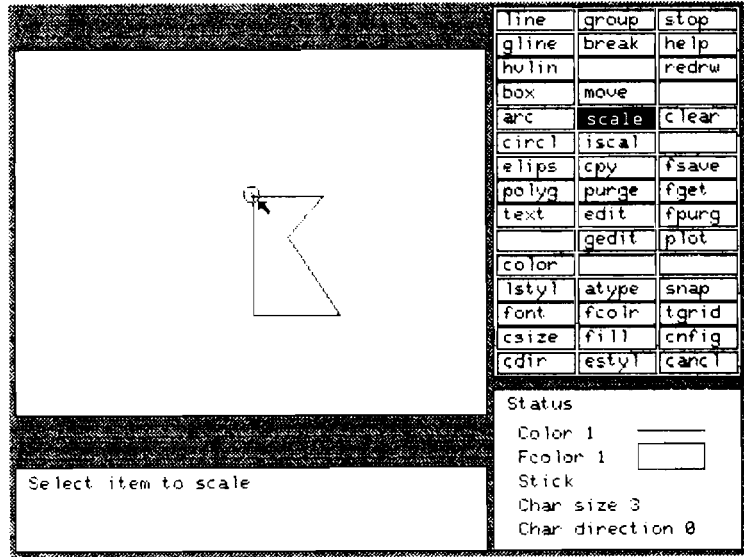 line group stop
gline break help
hvlin redrw
box move
arc scale clear
circl iscal
elips cpy fsave
polyg purge fget
text edit fpurg
gedit plot
color
lstyl atype snap
font fcolr tgrid
csize fill cnfig
cdir estyl cancl
Status
Color 1
Fcolor 1
Stick
Char size 3
Char direction 0
Select item to scale